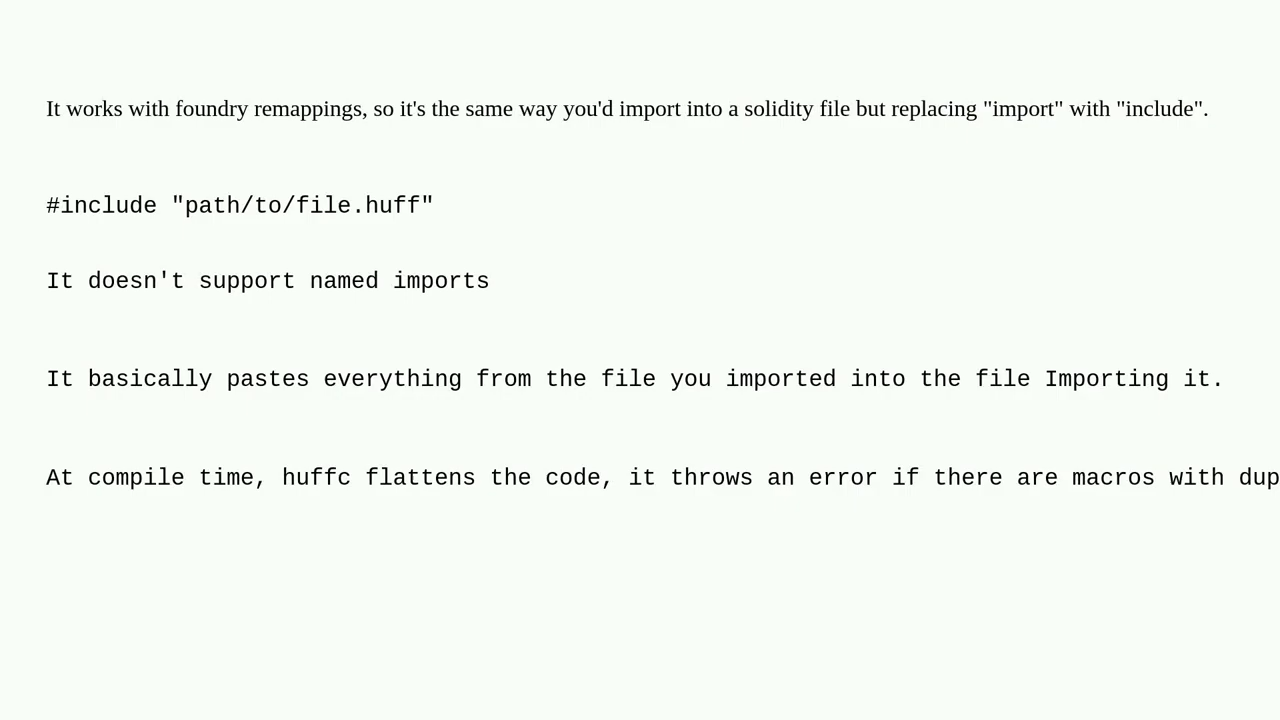 It works with foundry remappings, so it's the same way you'd import into a solidity file but replacing "import" with "include".
#include "path/to/file.huff"
It doesn't support named imports
It basically pastes everything from the file you imported into the file Importing it.
At compile time, huffc flattens the code, it throws an error if there are macros with dup